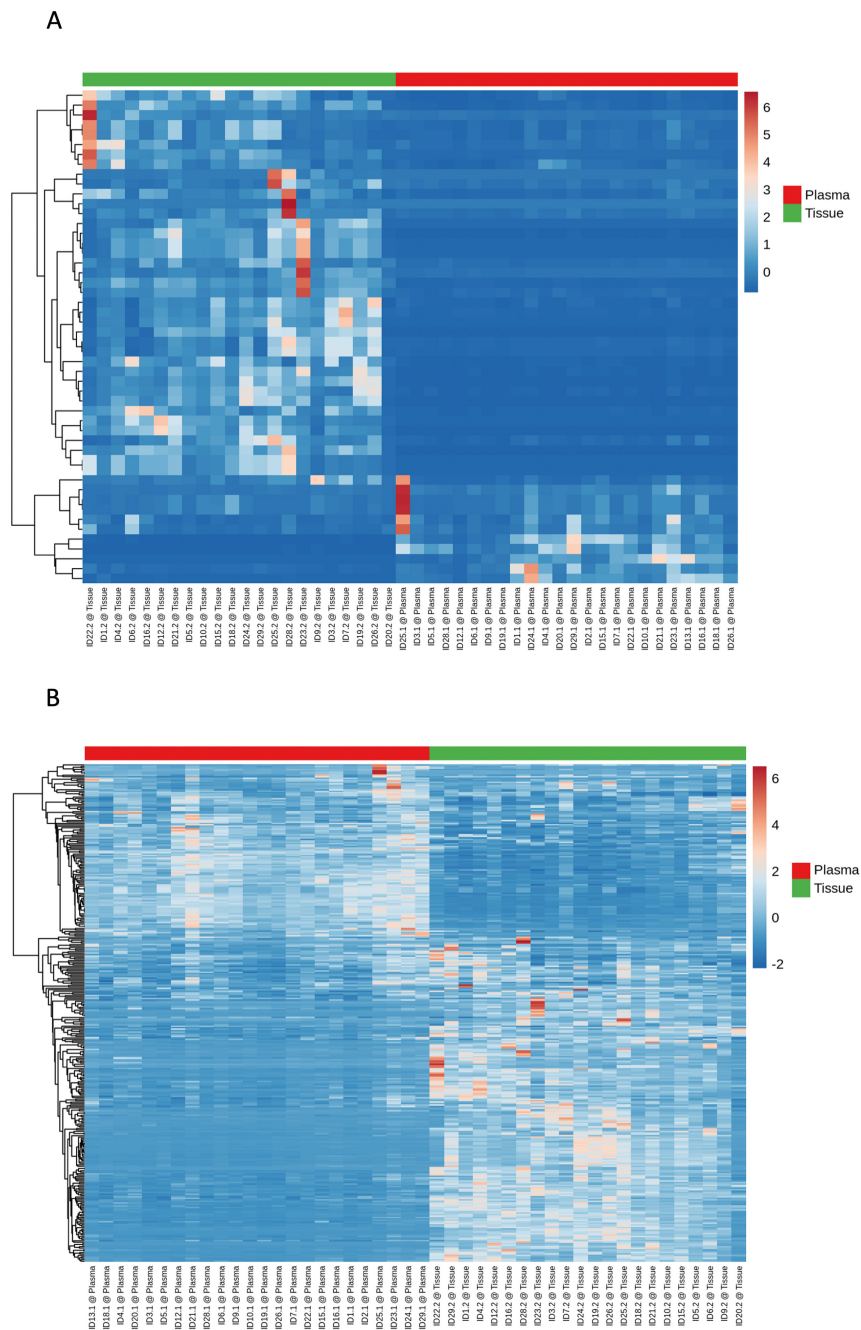 A
6
5
4
3
2
1
0
Plasma
Tissue
ID22.2 @ Tissue
ID1.2 @ Tissue
ID4.2 @ Tissue
ID6.2 @ Tissue
ID16.2 @ Tissue
ID12.2 @ Tissue
ID21.2 @ Tissue
ID5.2 @ Tissue
ID10.2 @ Tissue
ID15.2 @ Tissue
ID18.2 @ Tissue
ID24.2 @ Tissue
ID29.2 @ Tissue
ID25.2 @ Tissue
ID28.2 @ Tissue
ID23.2 @ Tissue
ID9.2 @ Tissue
ID3.2 @ Tissue
ID7.2 @ Tissue
ID19.2 @ Tissue
ID26.2 @ Tissue
ID20.2 @ Tissue
ID25.1 @ Plasma
ID3.1 @ Plasma
ID5.1 @ Plasma
ID28.1 @ Plasma
ID12.1 @ Plasma
ID6.1 @ Plasma
ID9.1 @ Plasma
ID19.1 @ Plasma
ID1.1 @ Plasma
ID24.1 @ Plasma
ID4.1 @ Plasma
ID20.1 @ Plasma
ID29.1 @ Plasma
ID2.1 @ Plasma
ID15.1 @ Plasma
ID7.1 @ Plasma
ID22.1 @ Plasma
ID10.1 @ Plasma
ID21.1 @ Plasma
ID23.1 @ Plasma
ID13.1 @ Plasma
ID16.1 @ Plasma
ID18.1 @ Plasma
ID26.1 @ Plasma
B
6
4
2
0
-2
Plasma
Tissue
ID13.1 @ Plasma
ID18.1 @ Plasma
ID4.1 @ Plasma
ID20.1 @ Plasma
ID3.1 @ Plasma
ID5.1 @ Plasma
ID12.1 @ Plasma
ID21.1 @ Plasma
ID28.1 @ Plasma
ID6.1 @ Plasma
ID9.1 @ Plasma
ID10.1 @ Plasma
ID19.1 @ Plasma
ID26.1 @ Plasma
ID7.1 @ Plasma
ID22.1 @ Plasma
ID15.1 @ Plasma
ID16.1 @ Plasma
ID1.1 @ Plasma
ID2.1 @ Plasma
ID25.1 @ Plasma
ID23.1 @ Plasma
ID24.1 @ Plasma
ID29.1 @ Plasma
ID22.2 @ Tissue
ID29.2 @ Tissue
ID1.2 @ Tissue
ID4.2 @ Tissue
ID12.2 @ Tissue
ID16.2 @ Tissue
ID28.2 @ Tissue
ID23.2 @ Tissue
ID3.2 @ Tissue
ID7.2 @ Tissue
ID24.2 @ Tissue
ID19.2 @ Tissue
ID26.2 @ Tissue
ID25.2 @ Tissue
ID18.2 @ Tissue
ID21.2 @ Tissue
ID10.2 @ Tissue
ID15.2 @ Tissue
ID5.2 @ Tissue
ID6.2 @ Tissue
ID9.2 @ Tissue
ID20.2 @ Tissue